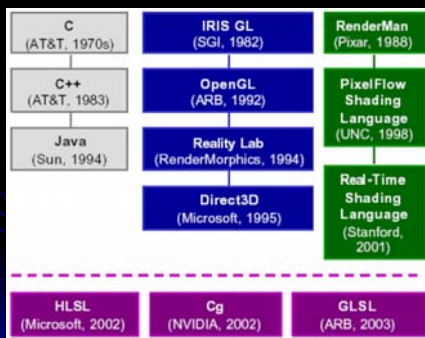 C
(AT&T, 1970s)
C++
(AT&T, 1983)
Java
(Sun, 1994)
IRIS GL
(SGI, 1982)
OpenGL
(ARB, 1992)
Reality Lab
(RenderMorphics, 1994)
Direct3D
(Microsoft, 1995)
RenderMan
(Pixar, 1988)
PixelFlow
Shading
Language
(UNC, 1998)
Real-Time
Shading
Language
(Stanford,
2001)
HLSL
(Microsoft, 2002)
Cg
(NVIDIA, 2002)
GLSL
(ARB, 2003)